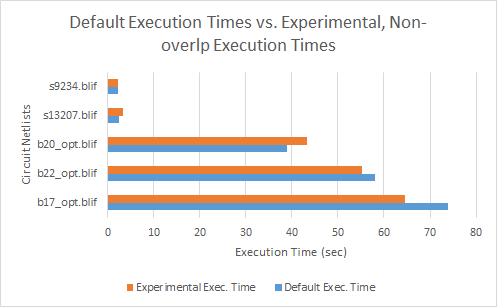 Default Execution Times vs. Experimental, Non-
overlp Execution Times
Circuit Netlists
s9234.blif
s13207.blif
b20_opt.blif
b22_opt.blif
b17_opt.blif
0 10 20 30 40 50 60 70 80
Execution Time (sec)
Experimental Exec. Time Default Exec. Time